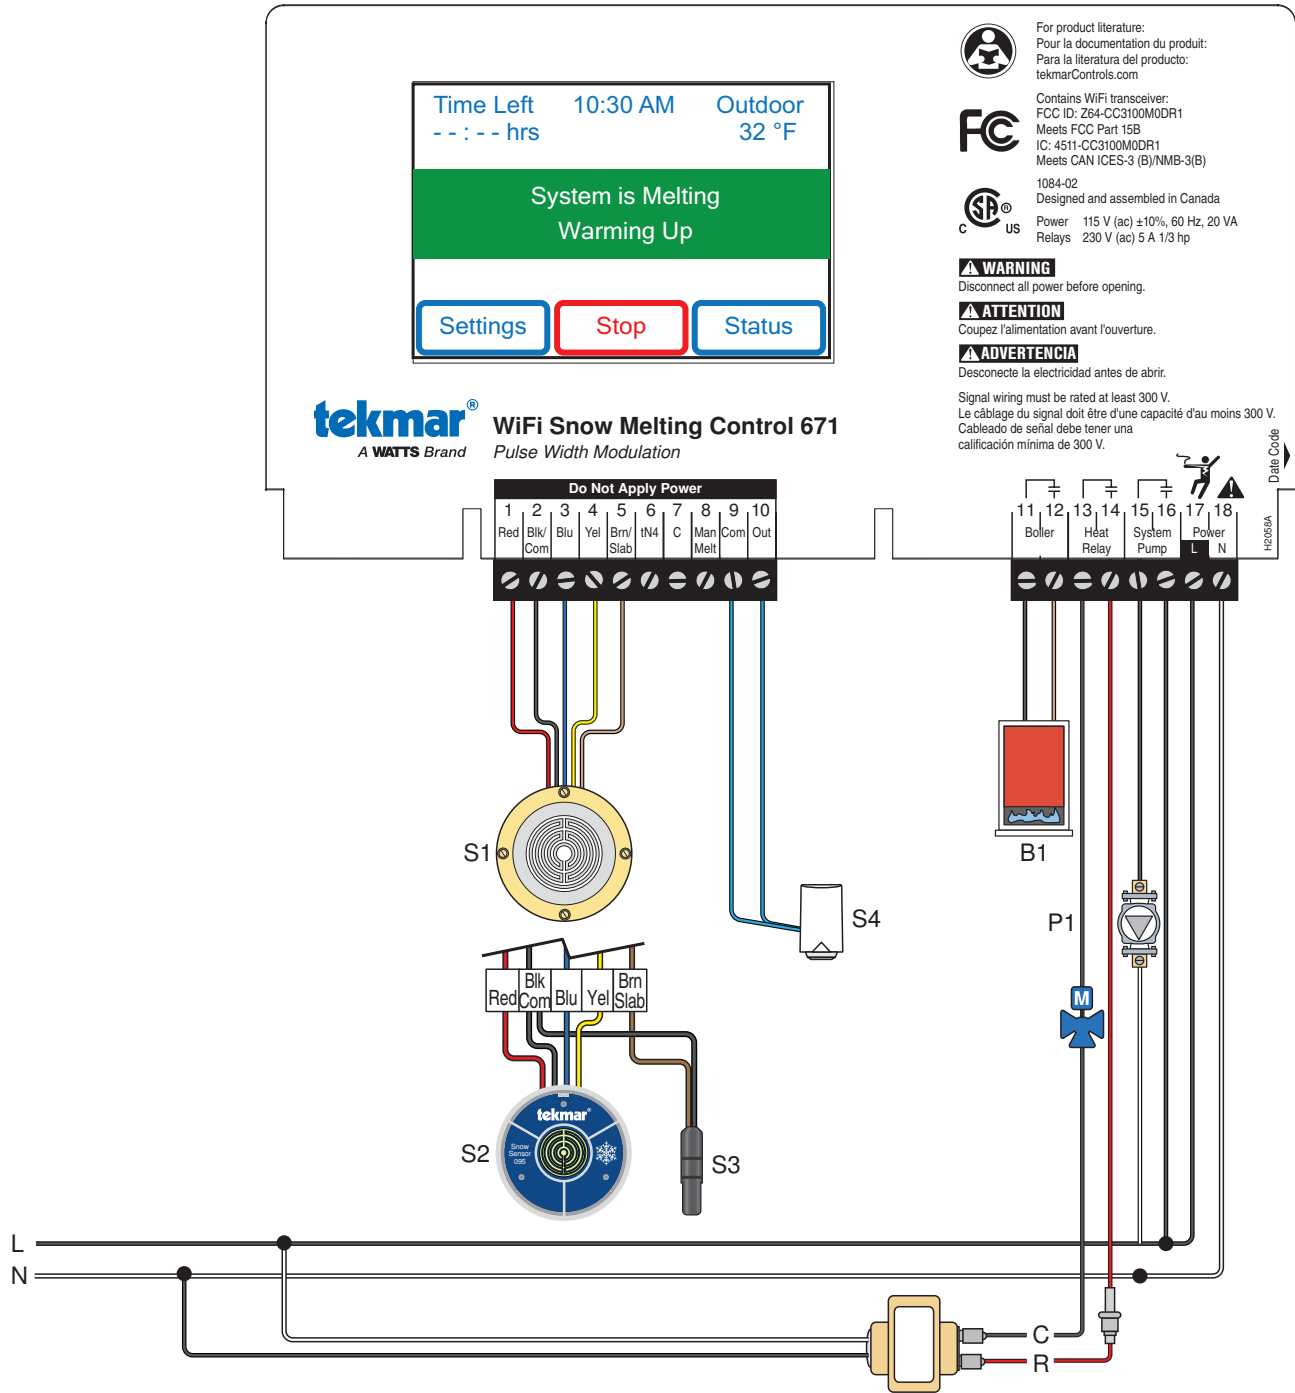 Time Left 10:30 AM Outdoor
- - : - - hrs 32 °F
System is Melting
Warming Up
Settings Stop Status
tekmar®
A WATTS Brand
WiFi Snow Melting Control 671
Pulse Width Modulation
For product literature:
Pour la documentation du produit:
Para la literatura del producto:
tekmarControls.com
FC
Contains WiFi transceiver:
FCC ID: Z64-CC3100M0DR1
Meets FCC Part 15B
IC: 4511-CC3100M0DR1
Meets CAN ICES-3 (B)/NMB-3(B)
C SA ® US
1084-02
Designed and assembled in Canada
Power 115 V (ac) ±10%, 60 Hz, 20 VA
Relays 230 V (ac) 5 A 1/3 hp
WARNING
Disconnect all power before opening.
ATTENTION
Coupez l'alimentation avant l'ouverture.
ADVERTENCIA
Desconecte la electricidad antes de abrir.
Signal wiring must be rated at least 300 V.
Le câblage du signal doit être d'une capacité d'au moins 300 V.
Cableado de señal debe tener una
calificación mínima de 300 V.
Date Code
H2058A
Do Not Apply Power
1 2 3 4 5 6 7 8 9 10
Red Blk/ Blu Yel Brn/ tN4 C Man Com Out
Com Slab Melt
11 12 13 14 15 16 17 18
Boiler Heat System Power
Relay Pump L N
S1
B1
S4
P1
M
Blk Brn
Red Com Blu Yel Slab
tekmar®
Snow
Sensor
095
S2
S3
L
N
C
R